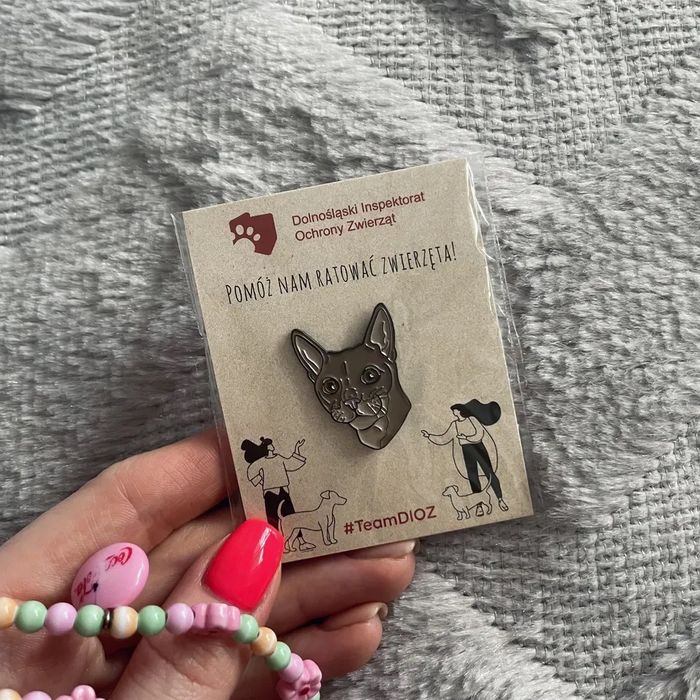 Dolnośląski Inspektorat
Ochrony Zwierząt
POMÓŻ NAM RATOWAĆ ZWIERZĘTA!
#TeamDIOZ